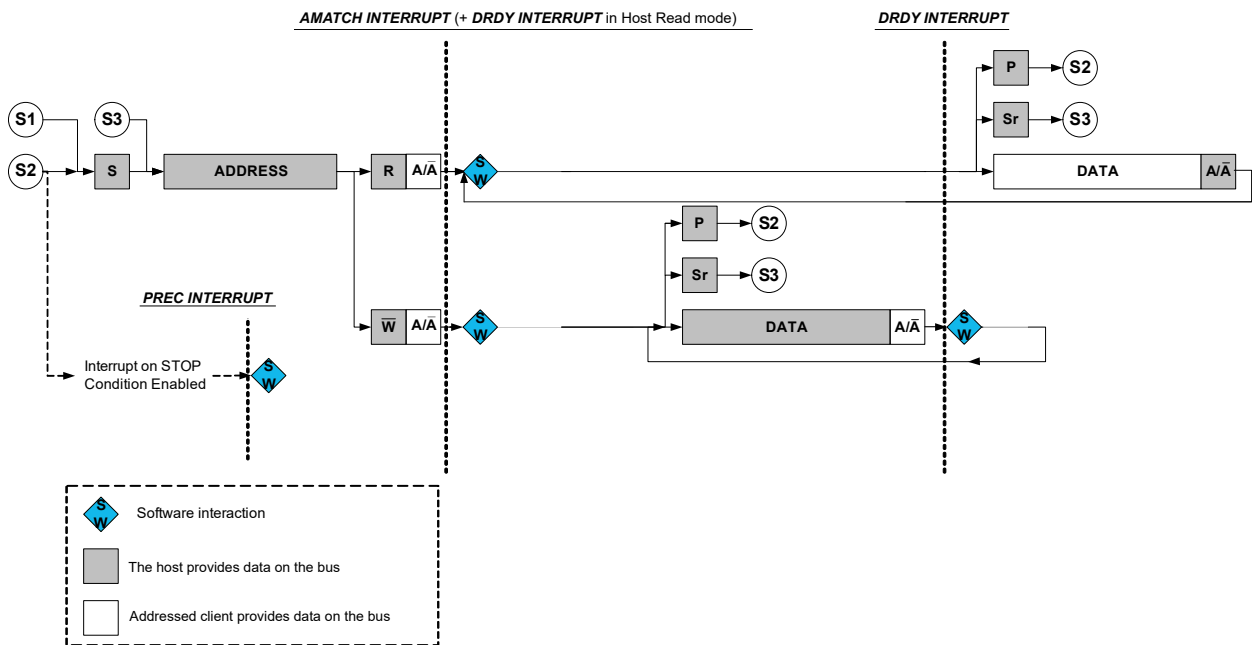 AMATCH INTERRUPT (+ DRDY INTERRUPT in Host Read mode)
DRDY INTERRUPT
P
S2
S1
S3
Sr
S3
S2
S
ADDRESS
R
A/A̅
S
W
DATA
A/A̅
P
S2
Sr
S3
PREC INTERRUPT
W̅
A/A̅
S
W
DATA
A/A̅
S
W
Interrupt on STOP
Condition Enabled
S
W
S
W
Software interaction
The host provides data on the bus
Addressed client provides data on the bus